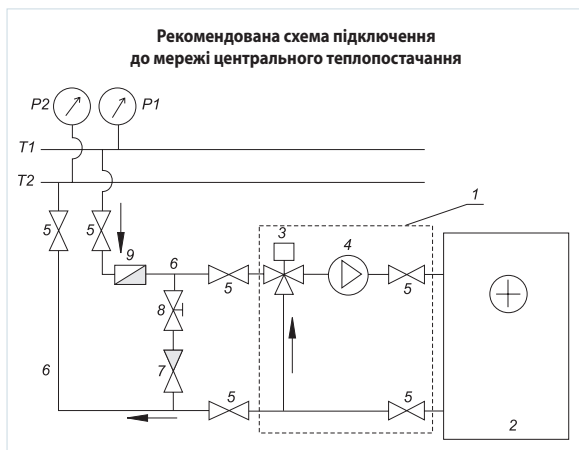 Рекомендована схема підключення
до мережі центрального теплопостачання
P2 P1
T1
T2
1
5 5 3 4
9 6
5 5
8
6 7
5 5
2